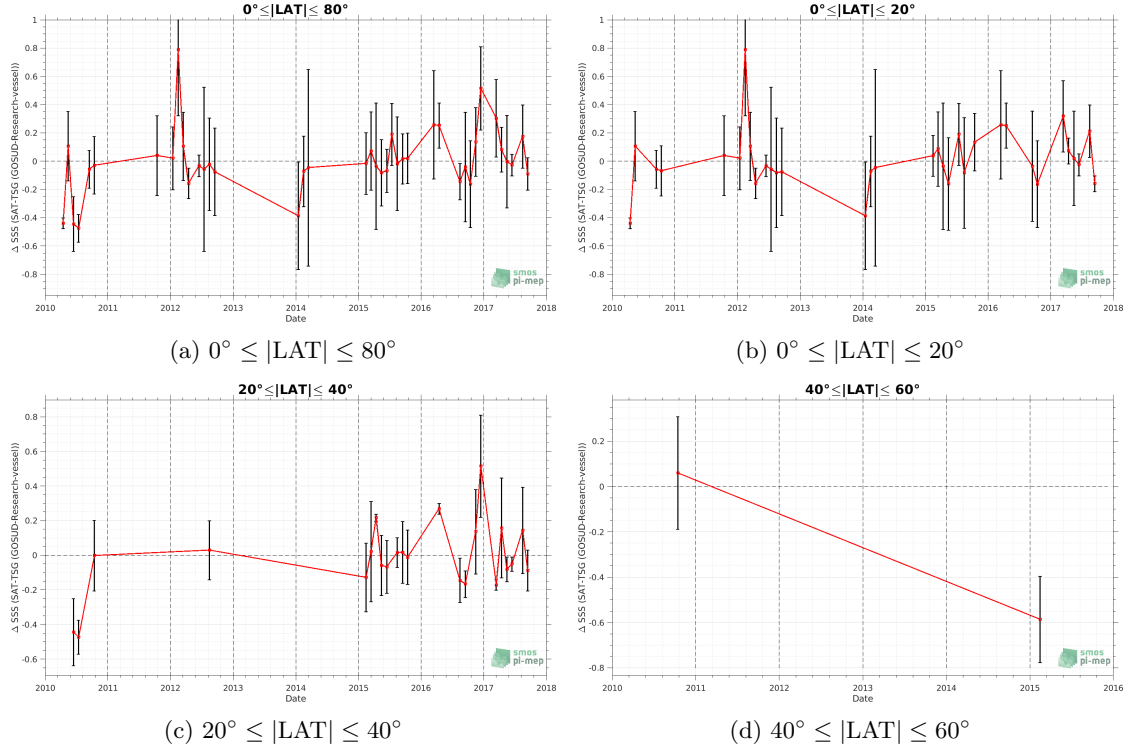 0°≤|LAT|≤ 80°
Δ SSS (SAT-TSG (GOSUD-Research-vessel))
1
0.8
0.6
0.4
0.2
0
-0.2
-0.4
-0.6
-0.8
2010 2011 2012 2013 2014 2015 2016 2017 2018
Date
smos
pi-mep
(a) 0° ≤ |LAT| ≤ 80°
0°≤|LAT|≤ 20°
Δ SSS (SAT-TSG (GOSUD-Research-vessel))
1
0.8
0.6
0.4
0.2
0
-0.2
-0.4
-0.6
-0.8
2010 2011 2012 2013 2014 2015 2016 2017 2018
Date
smos
pi-mep
(b) 0° ≤ |LAT| ≤ 20°
20°≤|LAT|≤ 40°
Δ SSS (SAT-TSG (GOSUD-Research-vessel))
0.8
0.6
0.4
0.2
0
-0.2
-0.4
-0.6
2010 2011 2012 2013 2014 2015 2016 2017 2018
Date
smos
pi-mep
(c) 20° ≤ |LAT| ≤ 40°
40°≤|LAT|≤ 60°
Δ SSS (SAT-TSG (GOSUD-Research-vessel))
0.2
0
-0.2
-0.4
-0.6
-0.8
2010 2011 2012 2013 2014 2015 2016
Date
smos
pi-mep
(d) 40° ≤ |LAT| ≤ 60°